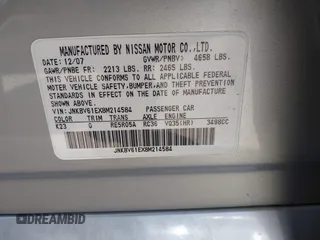 MANUFACTURED BY NISSAN MOTOR CO.,LTD.
DATE: 12/07 GVWR/PNBV: 4658 LBS.
GAWR/PNBE FR: 2213 LBS. RR: 2465 LBS.
THIS VEHICLE CONFORMS TO ALL APPLICABLE FEDERAL
MOTOR VEHICLE SAFETY, BUMPER, AND THEFT PREVENTION
STANDARDS IN EFFECT ON THE DATE OF MANUFACTURE
SHOWN ABOVE.
VIN: JNKBV61EX8M214584 PASSENGER CAR
COLOR TRIM TRANS AXLE ENGINE
K23 G RE5R05A RC36 VQ35(HR) 3498CC
JNKBV61EX8M214584